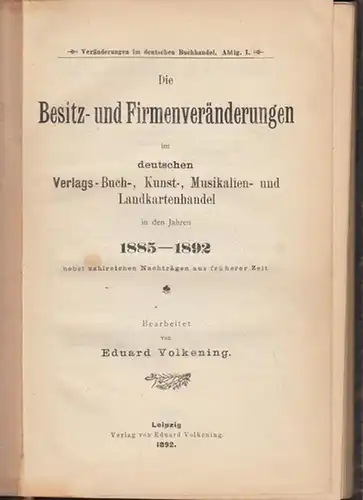 Veränderungen im deutschen Buchhandel, Abtlg. I.
Die
Besitz- und Firmenveränderungen
im
deutschen
Verlags-Buch-, Kunst-, Musikalien- und
Landkartenhandel
in den Jahren
1885—1892
nebst zahlreichen Nachträgen aus früherer Zeit
Bearbeitet
von
Eduard Volkening.
Leipzig
Verlag von Eduard Volkening.
1892.